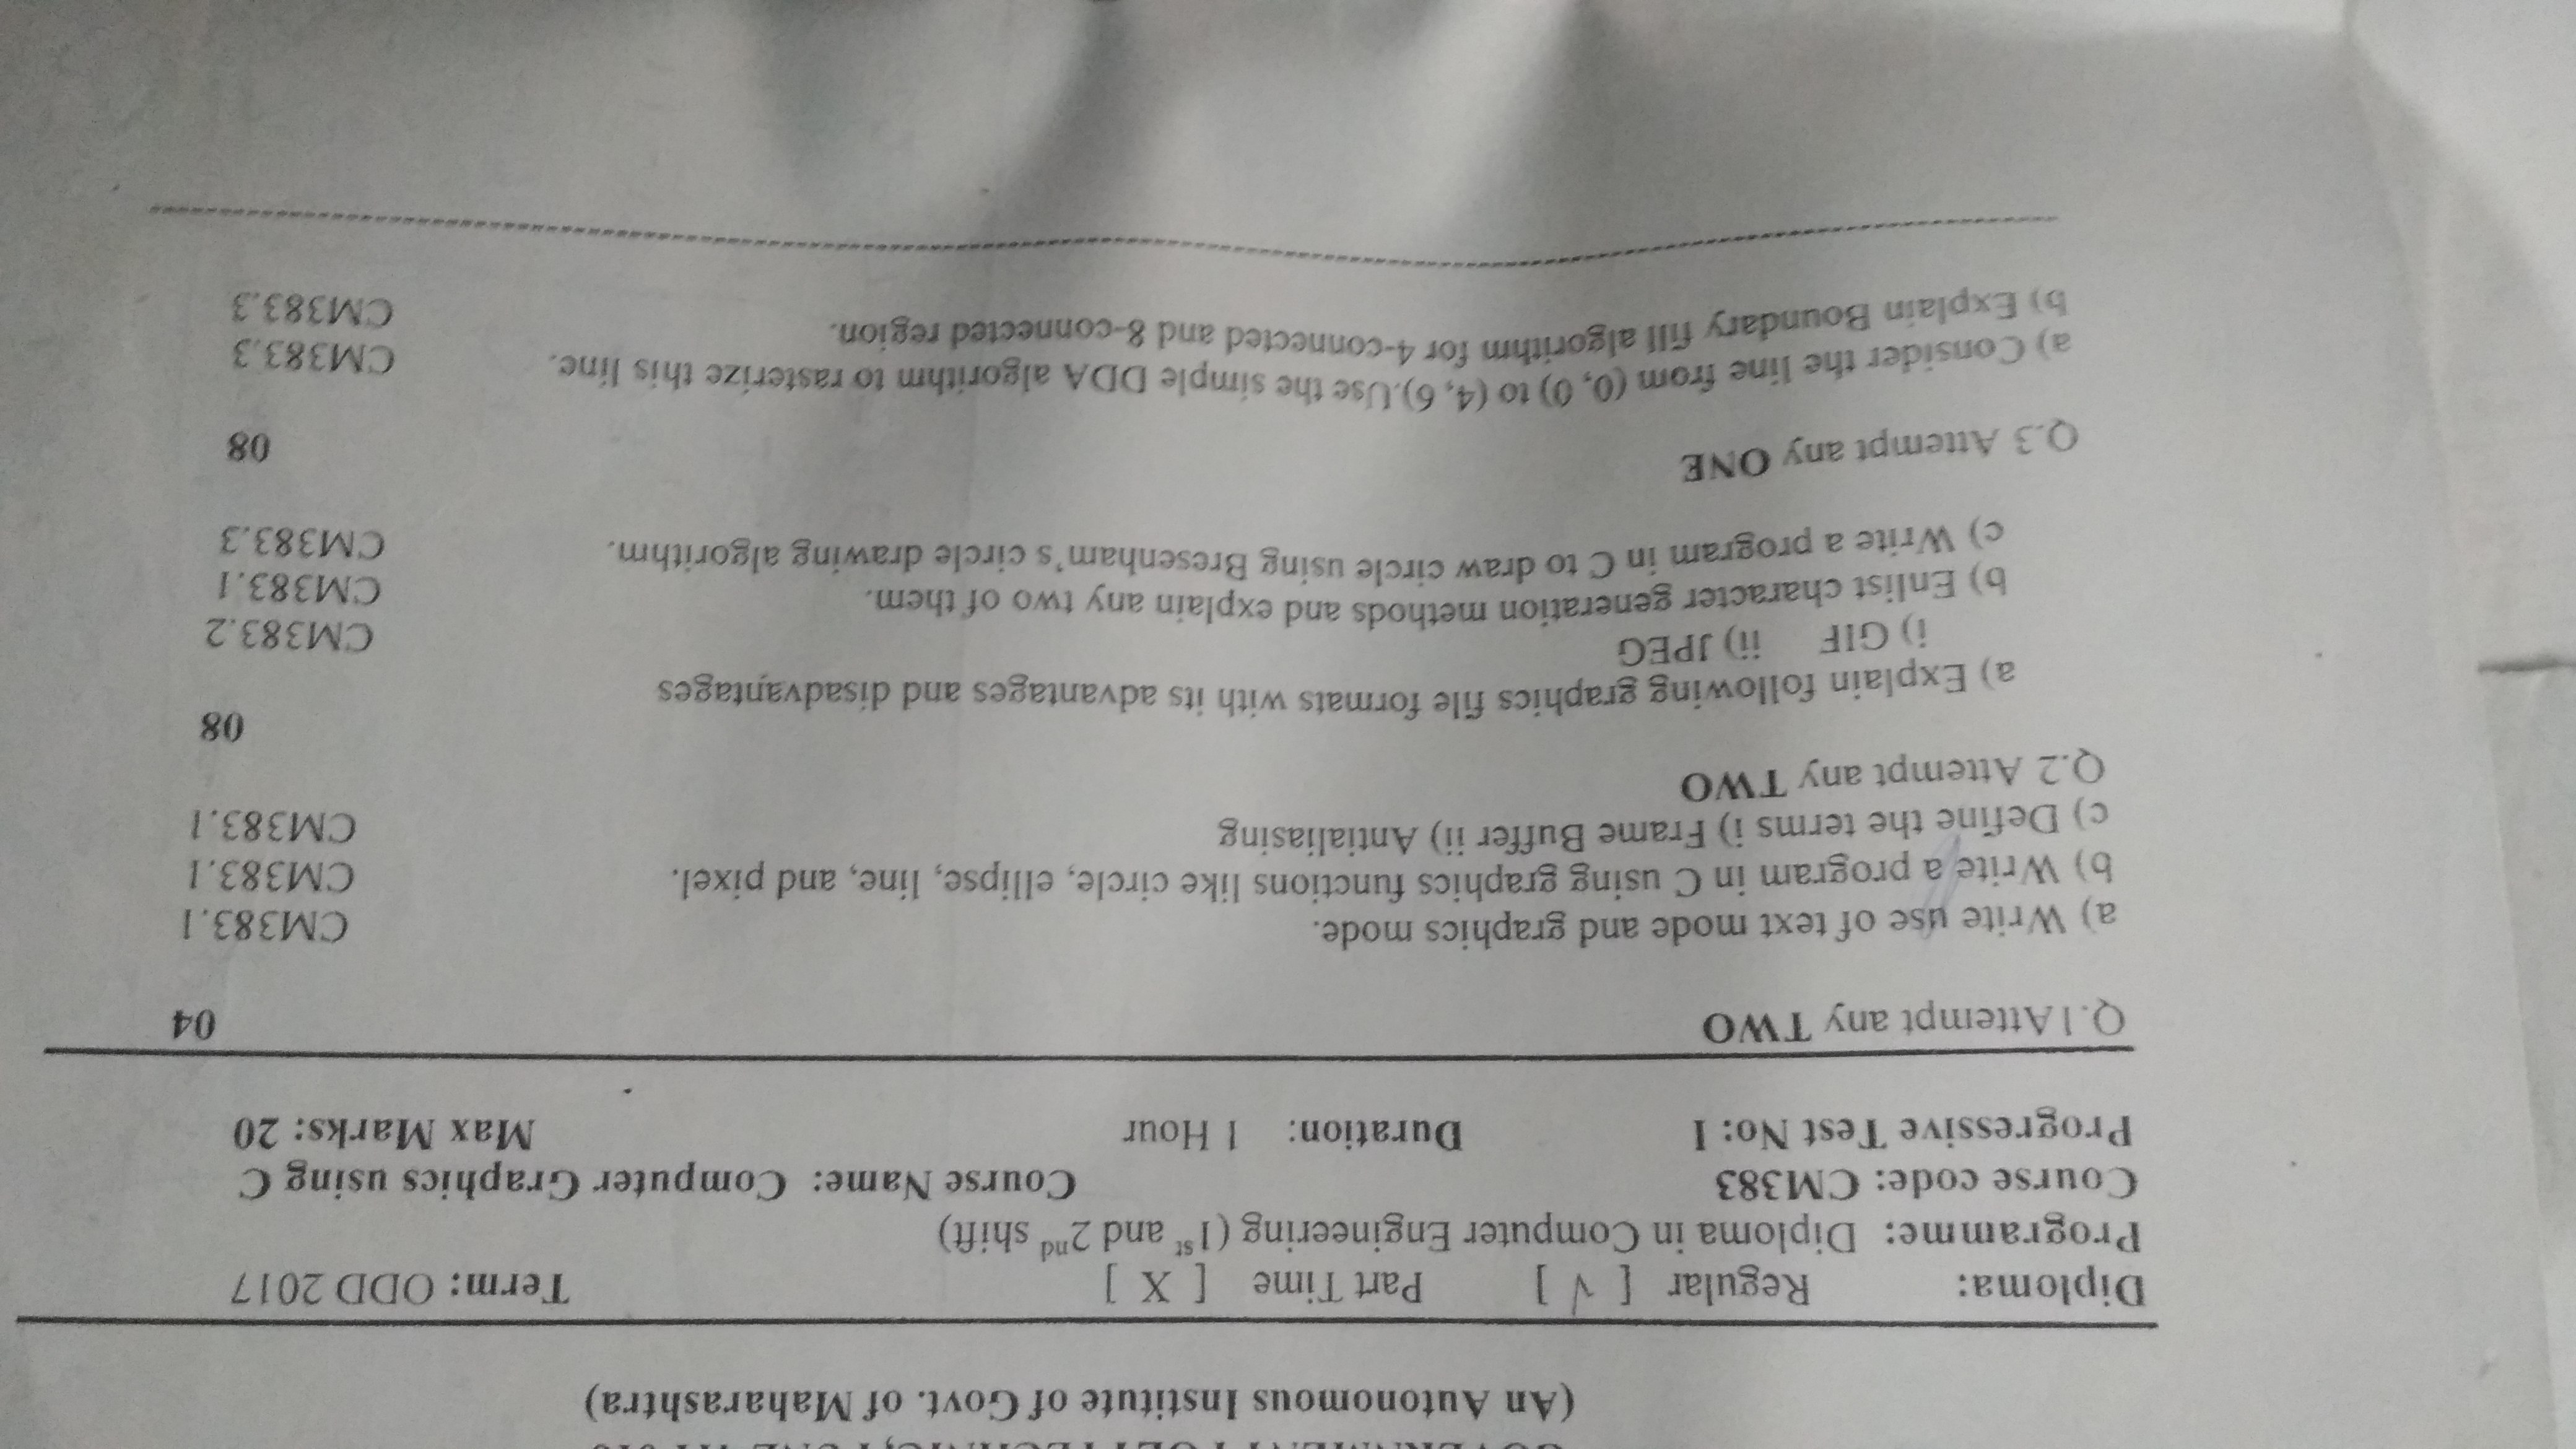 (An Autonomous Institute of Govt. of Maharashtra)
Diploma: Regular [ √ ] Part Time [ X ] Term: ODD 2017
Programme: Diploma in Computer Engineering (1st and 2nd shift)
Course code: CM383 Course Name: Computer Graphics using C
Progressive Test No: I Duration: 1 Hour Max Marks: 20
Q.1Attempt any TWO 04
a) Write use of text mode and graphics mode. CM383.1
b) Write a program in C using graphics functions like circle, ellipse, line, and pixel. CM383.1
c) Define the terms i) Frame Buffer ii) Antialiasing CM383.1
Q.2 Attempt any TWO 08
a) Explain following graphics file formats with its advantages and disadvantages
i) GIF ii) JPEG CM383.2
b) Enlist character generation methods and explain any two of them. CM383.1
c) Write a program in C to draw circle using Bresenham's circle drawing algorithm. CM383.3
Q.3 Attempt any ONE 08
a) Consider the line from (0, 0) to (4, 6).Use the simple DDA algorithm to rasterize this line. CM383.3
b) Explain Boundary fill algorithm for 4-connected and 8-connected region. CM383.3